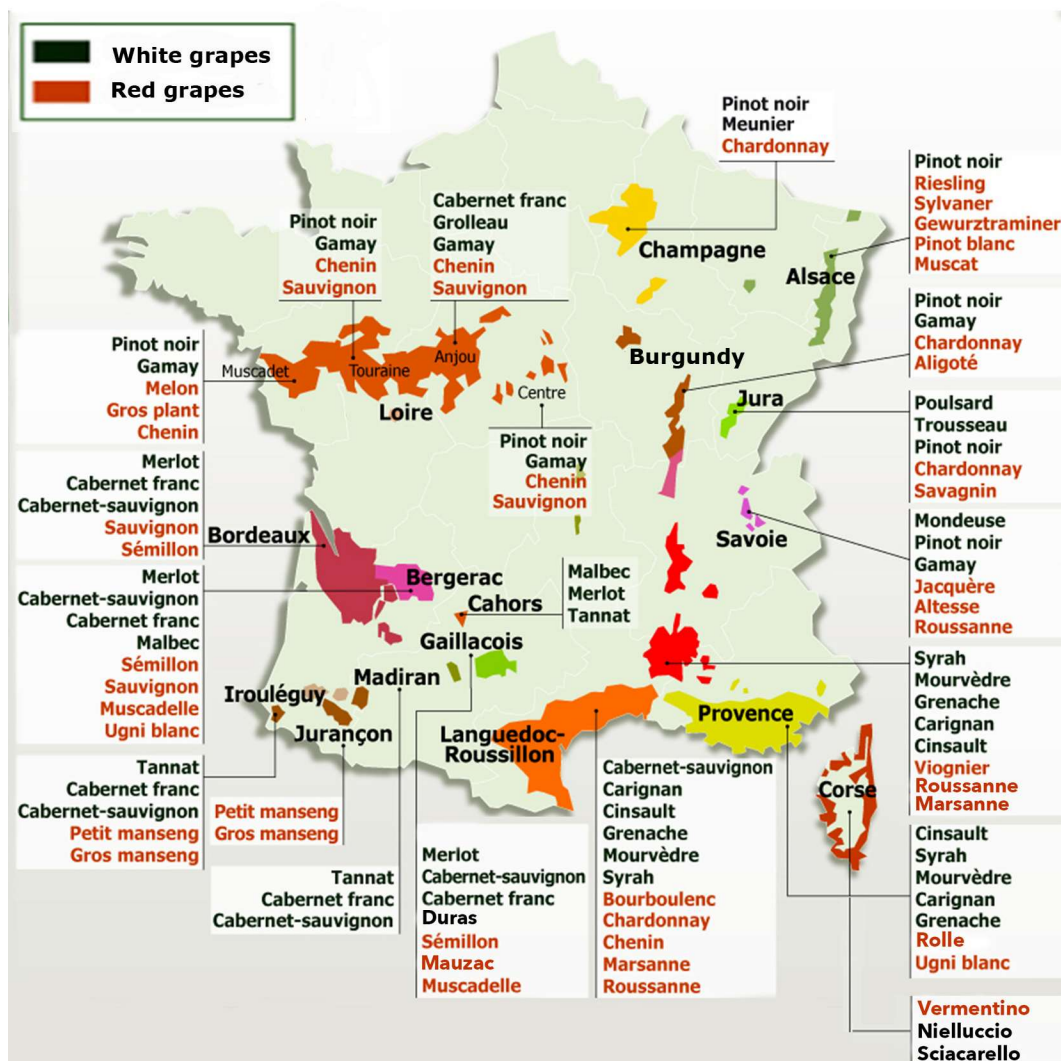 White grapes
Red grapes
Pinot noir
Meunier
Chardonnay
Champagne
Pinot noir
Riesling
Sylvaner
Gewurztraminer
Pinot blanc
Muscat
Alsace
Pinot noir
Gamay
Chenin
Sauvignon
Cabernet franc
Grolleau
Gamay
Chenin
Sauvignon
Pinot noir
Gamay
Chardonnay
Aligoté
Burgundy
Pinot noir
Gamay
Melon
Gros plant
Chenin
Muscadet
Touraine
Anjou
Loire
Centre
Pinot noir
Gamay
Chenin
Sauvignon
Jura
Poulsard
Trousseau
Pinot noir
Chardonnay
Savagnin
Merlot
Cabernet franc
Cabernet-sauvignon
Sauvignon
Sémillon
Bordeaux
Savoie
Mondeuse
Pinot noir
Gamay
Jacquère
Altesse
Roussanne
Merlot
Cabernet-sauvignon
Cabernet franc
Malbec
Sémillon
Sauvignon
Muscadelle
Ugni blanc
Bergerac
Cahors
Malbec
Merlot
Tannat
Gaillacois
Madiran
Irouléguy
Jurançon
Languedoc-
Roussillon
Provence
Corse
Syrah
Mourvèdre
Grenache
Carignan
Cinsault
Viognier
Roussanne
Marsanne
Tannat
Cabernet franc
Cabernet-sauvignon
Petit manseng
Gros manseng
Petit manseng
Gros manseng
Tannat
Cabernet franc
Cabernet-sauvignon
Merlot
Cabernet-sauvignon
Cabernet franc
Duras
Sémillon
Mauzac
Muscadelle
Cabernet-sauvignon
Carignan
Cinsault
Grenache
Mourvèdre
Syrah
Bourboulenc
Chardonnay
Chenin
Marsanne
Roussanne
Cinsault
Syrah
Mourvèdre
Carignan
Grenache
Rolle
Ugni blanc
Vermentino
Nielluccio
Sciacarello